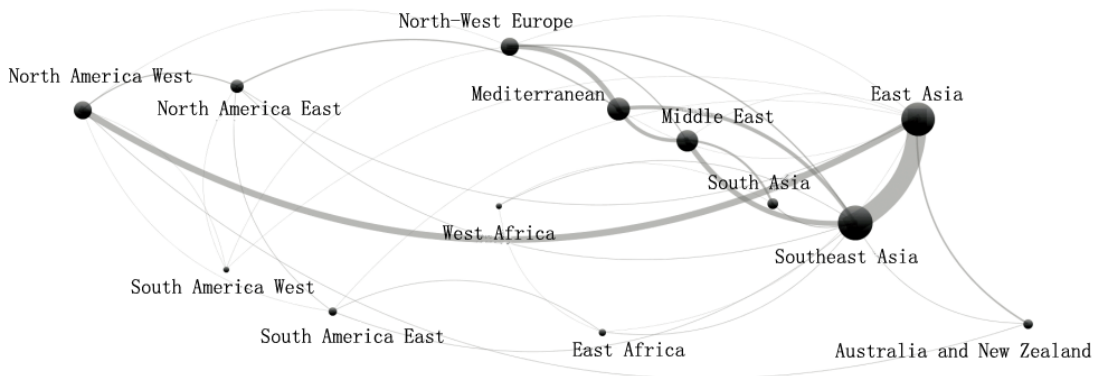 North-West Europe
North America West
North America East
Mediterranean
East Asia
Middle East
South Asia
West Africa
Southeast Asia
South America West
South America East
East Africa
Australia and New Zealand